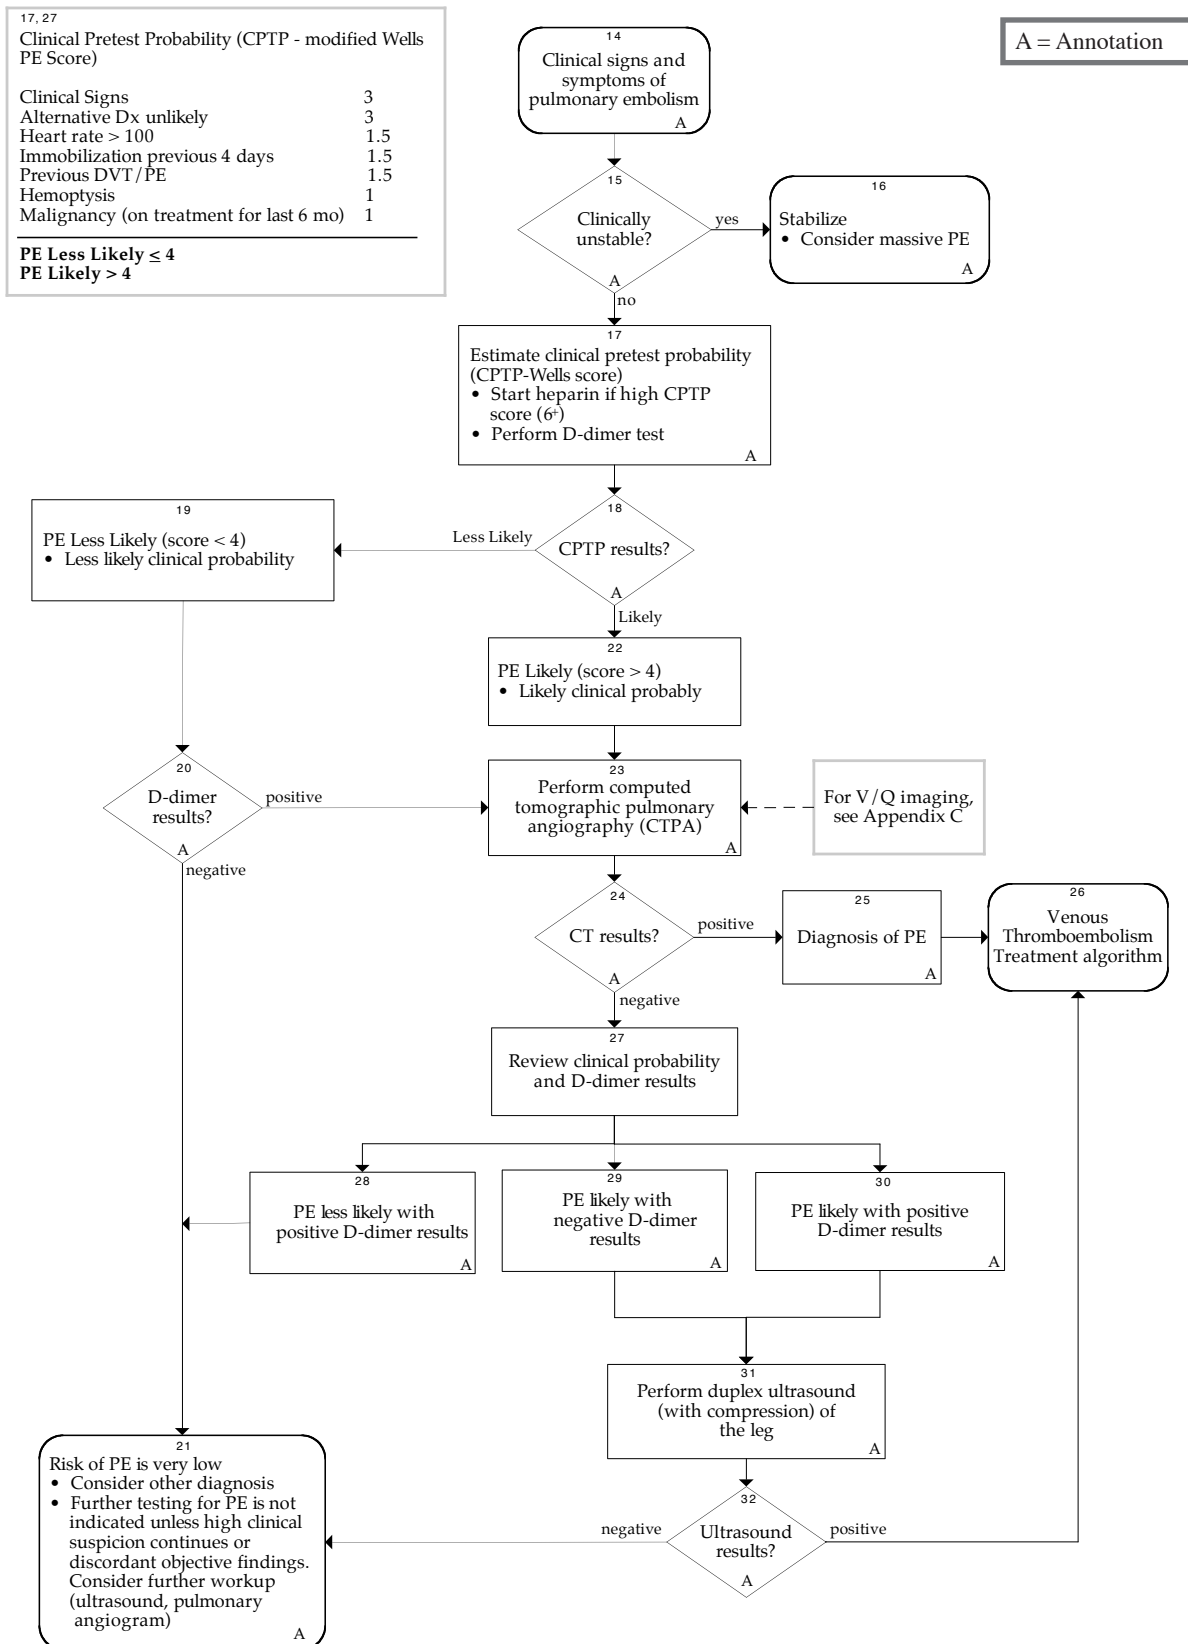 17, 27
Clinical Pretest Probability (CPTP - modified Wells
PE Score)
Clinical Signs 3
Alternative Dx unlikely 3
Heart rate > 100 1.5
Immobilization previous 4 days 1.5
Previous DVT/PE 1.5
Hemoptysis 1
Malignancy (on treatment for last 6 mo) 1
PE Less Likely ≤ 4
PE Likely > 4
A = Annotation
14
Clinical signs and
symptoms of
pulmonary embolism
A
15
Clinically
unstable?
A
yes
no
16
Stabilize
• Consider massive PE
A
17
Estimate clinical pretest probability
(CPTP-Wells score)
• Start heparin if high CPTP
score (6+)
• Perform D-dimer test
A
18
CPTP results?
A
Less Likely
Likely
19
PE Less Likely (score < 4)
• Less likely clinical probability
22
PE Likely (score > 4)
• Likely clinical probably
20
D-dimer
results?
A
positive
negative
23
Perform computed
tomographic pulmonary
angiography (CTPA)
A
For V/Q imaging,
see Appendix C
24
CT results?
A
positive
negative
25
Diagnosis of PE
A
26
Venous
Thromboembolism
Treatment algorithm
27
Review clinical probability
and D-dimer results
28
PE less likely with
positive D-dimer results
A
29
PE likely with
negative D-dimer
results
A
30
PE likely with positive
D-dimer results
A
31
Perform duplex ultrasound
(with compression) of
the leg
A
32
Ultrasound
results?
A
negative
positive
21
Risk of PE is very low
• Consider other diagnosis
• Further testing for PE is not
indicated unless high clinical
suspicion continues or
discordant objective findings.
Consider further workup
(ultrasound, pulmonary
angiogram)
A